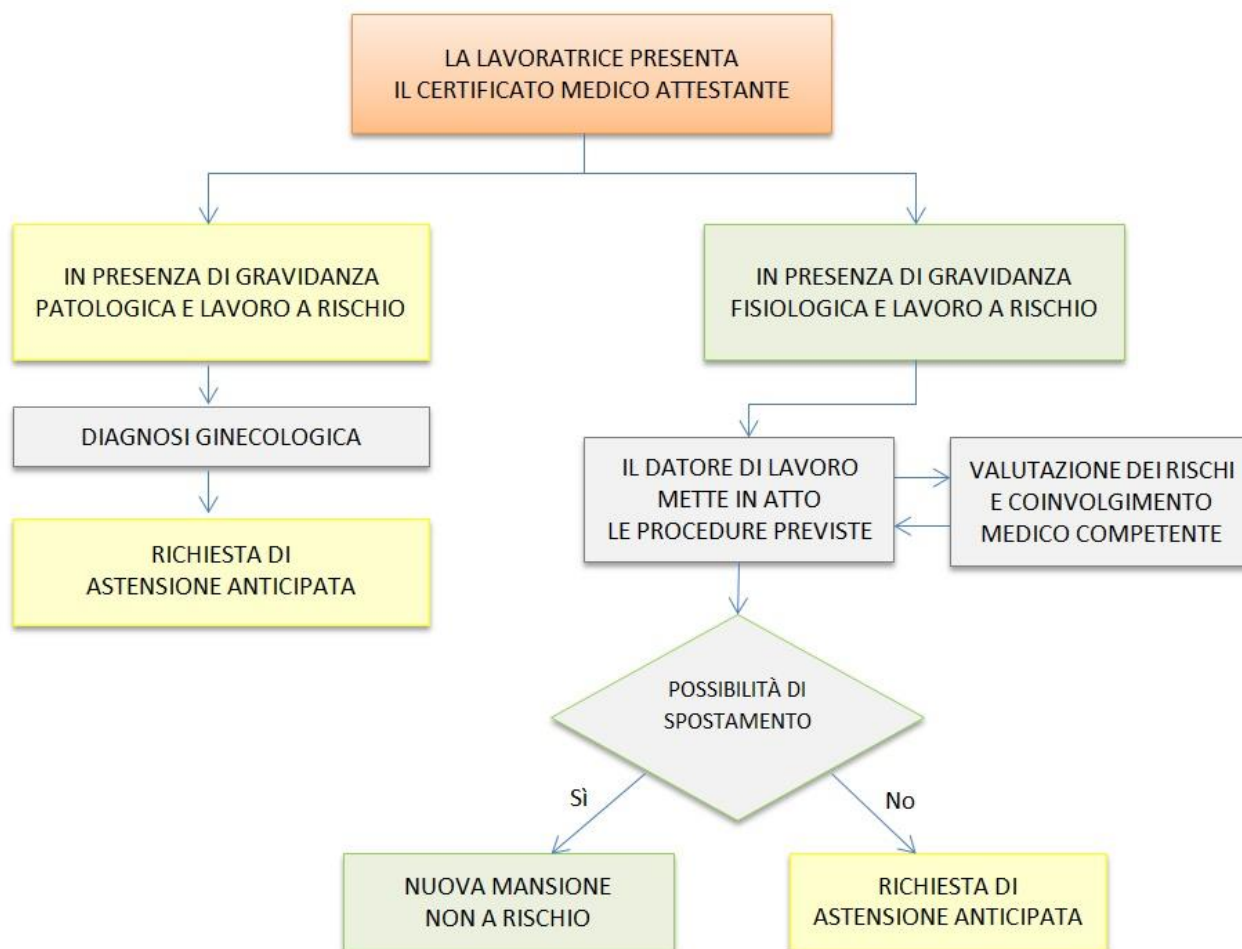 LA LAVORATRICE PRESENTA
IL CERTIFICATO MEDICO ATTESTANTE
IN PRESENZA DI GRAVIDANZA
PATOLOGICA E LAVORO A RISCHIO
IN PRESENZA DI GRAVIDANZA
FISIOLOGICA E LAVORO A RISCHIO
DIAGNOSI GINECOLOGICA
RICHIESTA DI
ASTENSIONE ANTICIPATA
IL DATORE DI LAVORO
METTE IN ATTO
LE PROCEDURE PREVISTE
VALUTAZIONE DEI RISCHI
E COINVOLGIMENTO
MEDICO COMPETENTE
POSSIBILITÀ DI
SPOSTAMENTO
Sì
No
NUOVA MANSIONE
NON A RISCHIO
RICHIESTA DI
ASTENSIONE ANTICIPATA